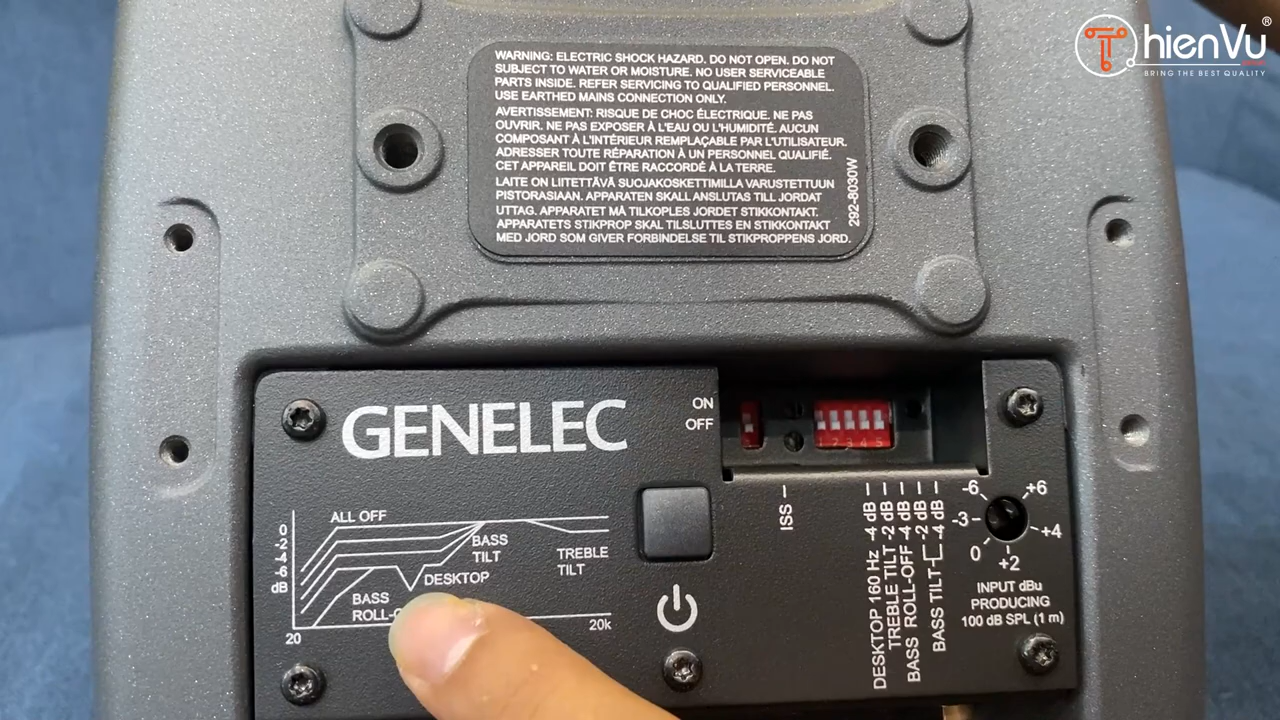 ThienVu®
BRING THE BEST QUALITY
WARNING: ELECTRIC SHOCK HAZARD. DO NOT OPEN. DO NOT
SUBJECT TO WATER OR MOISTURE. NO USER SERVICEABLE
PARTS INSIDE. REFER SERVICING TO QUALIFIED PERSONNEL.
USE EARTHED MAINS CONNECTION ONLY.
AVERTISSEMENT: RISQUE DE CHOC ÉLECTRIQUE. NE PAS
OUVRIR. NE PAS EXPOSER À L'EAU OU L'HUMIDITÉ. AUCUN
COMPOSANT À L'INTÉRIEUR REMPLAÇABLE PAR L'UTILISATEUR.
ADRESSER TOUTE RÉPARATION À UN PERSONNEL QUALIFIÉ.
CET APPAREIL DOIT ÊTRE RACCORDÉ À LA TERRE.
LAITE ON LIITETTÄVÄ SUOJAKOSKETTIMILLA VARUSTETTUUN
PISTORASIAAN. APPARATEN SKALL ANSLUTAS TILL JORDAT
UTTAG. APPARATET MÅ TILKOPLES JORDET STIKKONTAKT.
APPARATETS STIKPROP SKAL TILSLUTTES EN STIKKONTAKT
MED JORD SOM GIVER FORBINDELSE TIL STIKPROPPENS JORD.
292-8030W
GENELEC
ON
OFF
2 3 4 5
ALL OFF
0
-2
-4
-6
dB
BASS
TILT
TREBLE
TILT
DESKTOP
BASS
20
20k
ISS
DESKTOP 160 Hz -4 dB
TREBLE TILT -2 dB
BASS ROLL-OFF -4 dB
BASS TILT -2 dB
-4 dB
-6
+6
-3
+4
0
+2
INPUT dBu
PRODUCING
100 dB SPL (1 m)